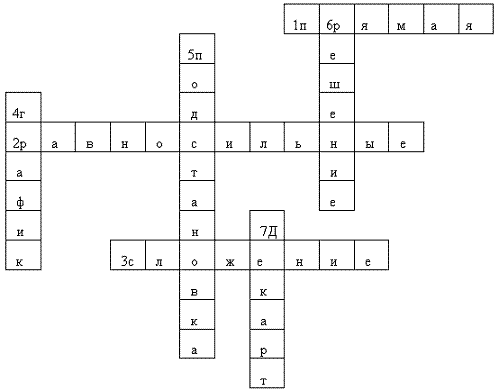 1п 6р я м а я
5п е
о ш
4г д е
2р а в н о с и л ь н ы е
а т и
ф а е
и н 7Д
к 3с л о ж е н и е
в к
к а
а р
т